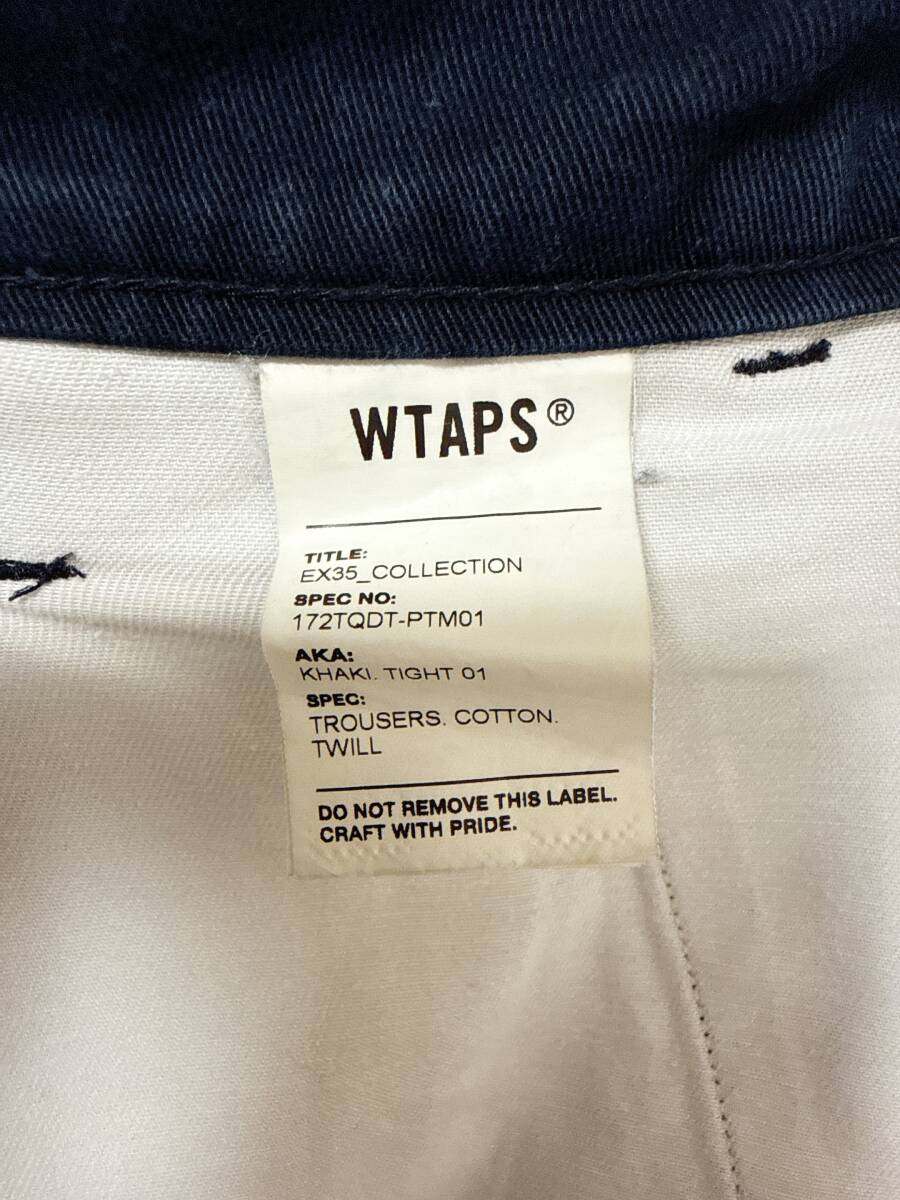 WTAPS®
TITLE:
EX35_COLLECTION
SPEC NO:
172TQDT-PTM01
AKA:
KHAKI. TIGHT 01
SPEC:
TROUSERS. COTTON.
TWILL
DO NOT REMOVE THIS LABEL.
CRAFT WITH PRIDE.